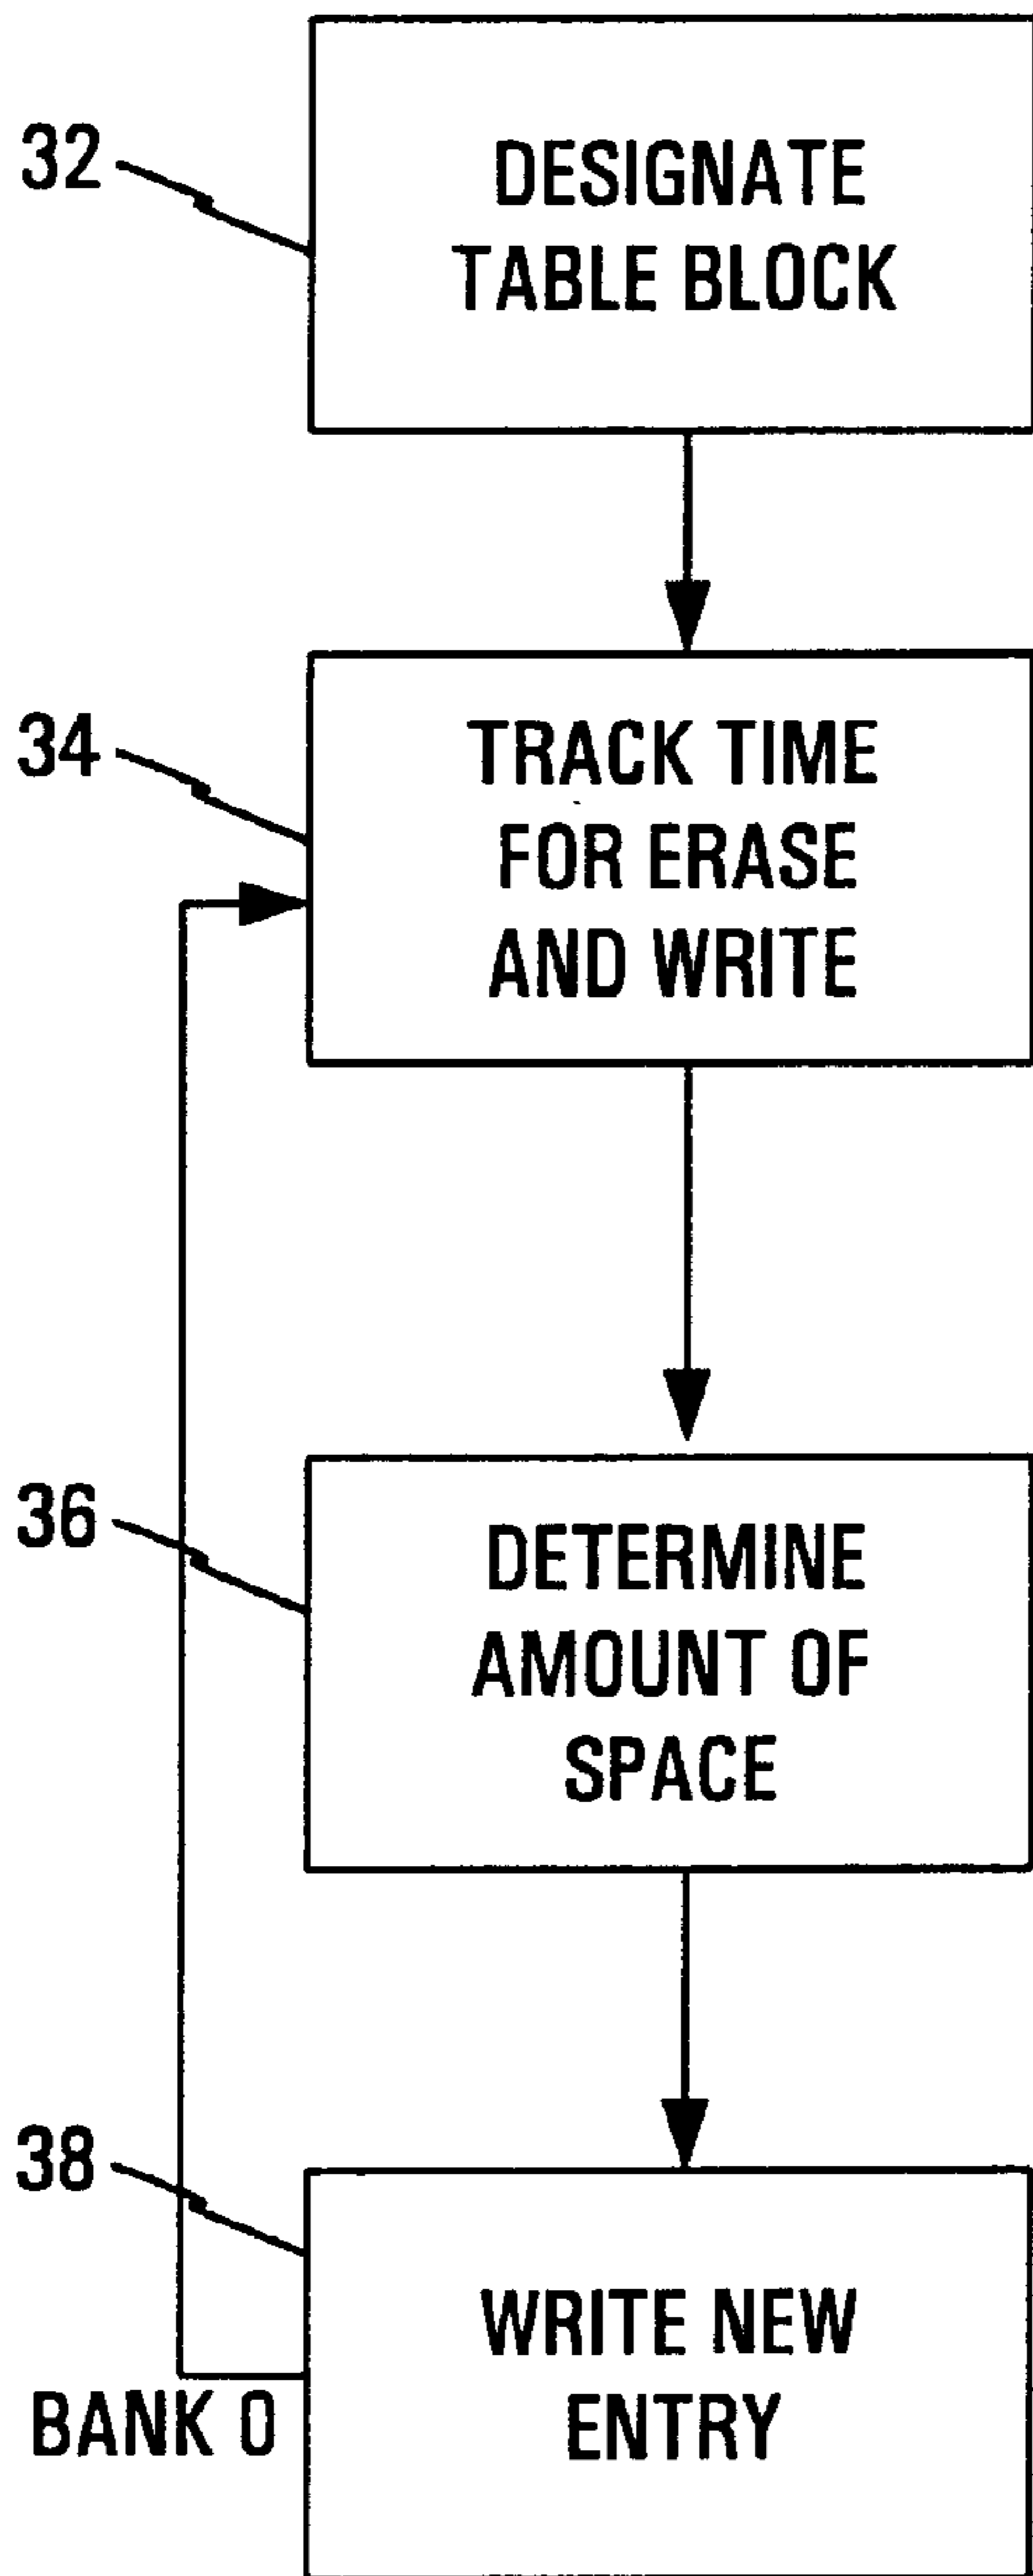 32
DESIGNATE
TABLE BLOCK
34
TRACK TIME
FOR ERASE
AND WRITE
36
DETERMINE
AMOUNT OF
SPACE
38
WRITE NEW
ENTRY
BANK 0